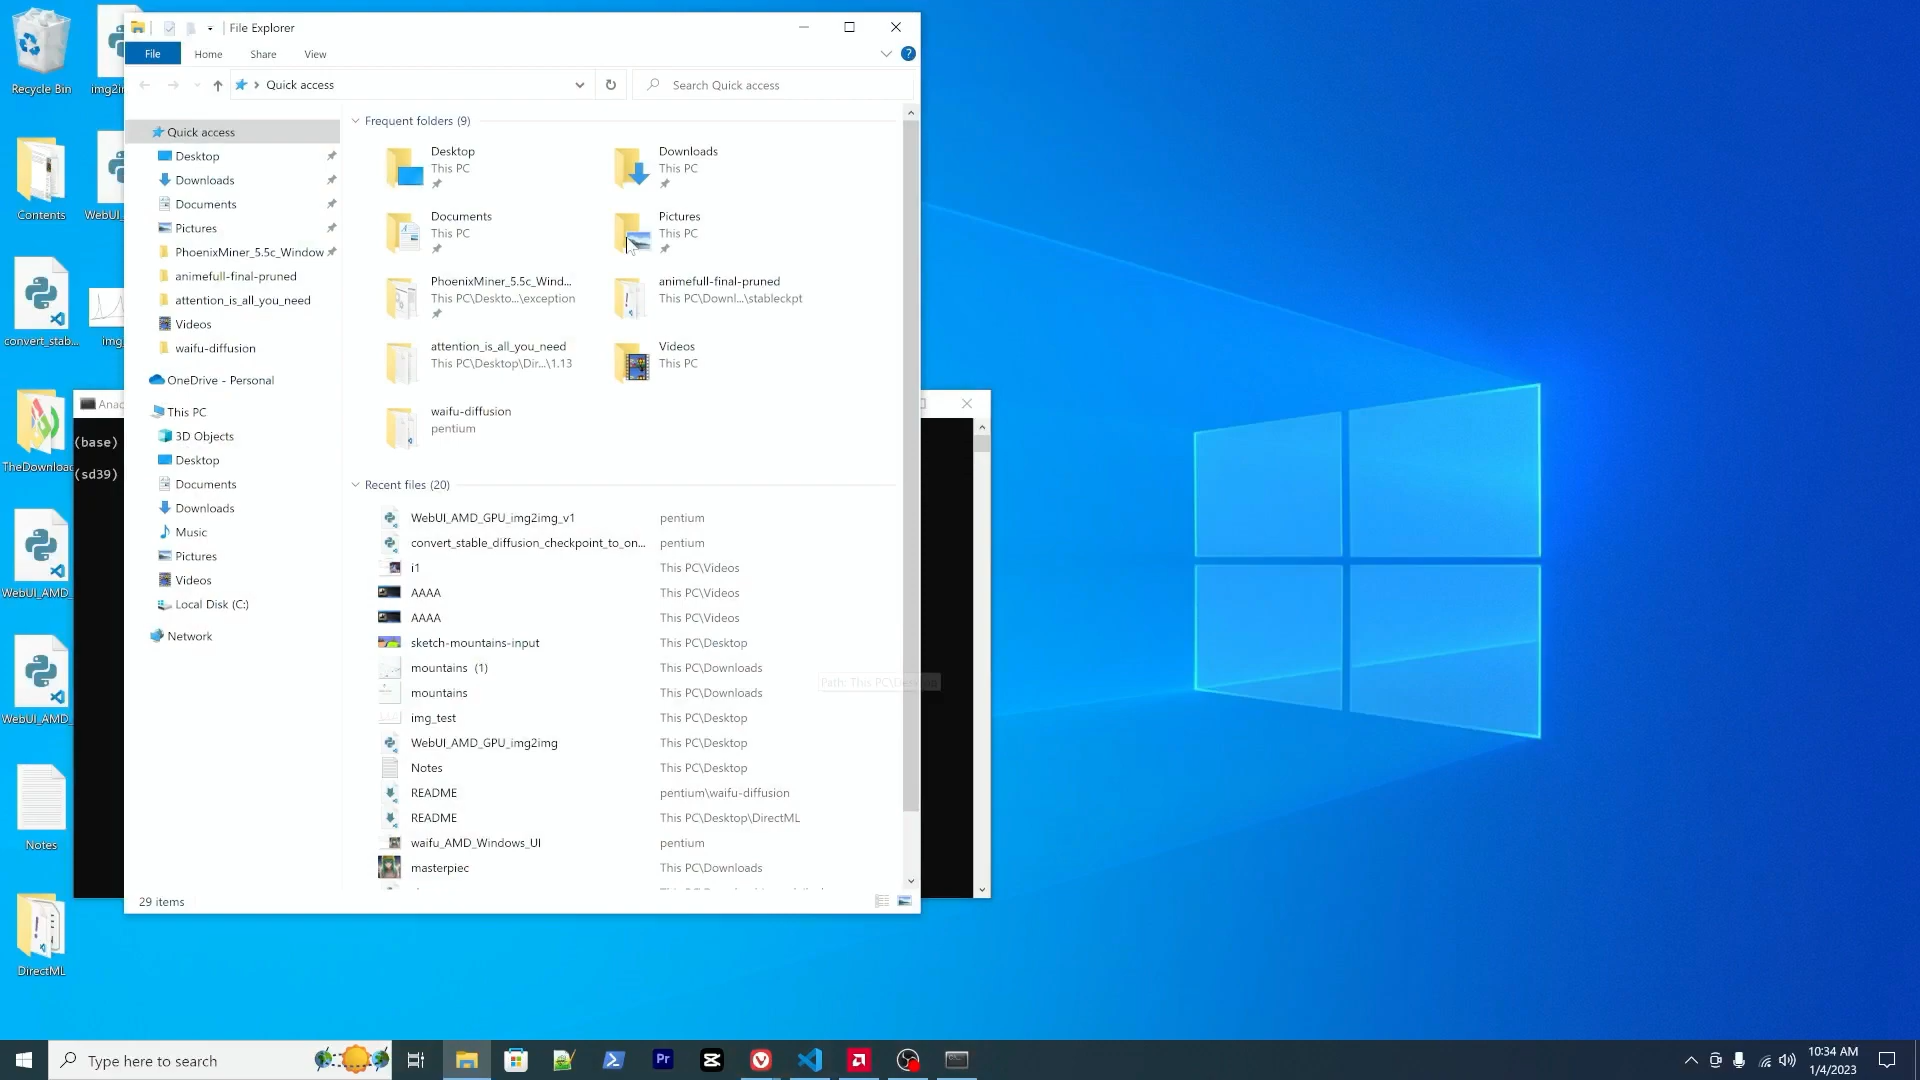 File Explorer
File
Home
Share
View
Quick access
Search Quick access
Recycle Bin
Contents
convert_stab...
TheDownload
WebUI_AMD_
WebUI_AMD_
Notes
DirectML
Quick access
Desktop
Downloads
Documents
Pictures
PhoenixMiner_5.5c_Window
animefull-final-pruned
attention_is_all_you_need
Videos
waifu-diffusion
OneDrive - Personal
This PC
3D Objects
Desktop
Documents
Downloads
Music
Pictures
Videos
Local Disk (C:)
Network
Frequent folders (9)
Desktop
This PC
Downloads
This PC
Documents
This PC
Pictures
This PC
PhoenixMiner_5.5c_Wind...
This PC\Deskto...\exception
animefull-final-pruned
This PC\Downl...\stableckpt
attention_is_all_you_need
This PC\Desktop\Dir...\1.13
Videos
This PC
waifu-diffusion
pentium
Recent files (20)
WebUI_AMD_GPU_img2img_v1 pentium
convert_stable_diffusion_checkpoint_to_on... pentium
i1 This PC\Videos
AAAA This PC\Videos
AAAA This PC\Videos
sketch-mountains-input This PC\Desktop
mountains (1) This PC\Downloads
mountains This PC\Downloads
img_test This PC\Desktop
WebUI_AMD_GPU_img2img This PC\Desktop
Notes This PC\Desktop
README pentium\waifu-diffusion
README This PC\Desktop\DirectML
waifu_AMD_Windows_UI pentium
masterpiec This PC\Downloads
29 items
(base)
(sd39)
Type here to search
Pr
10:34 AM
1/4/2023